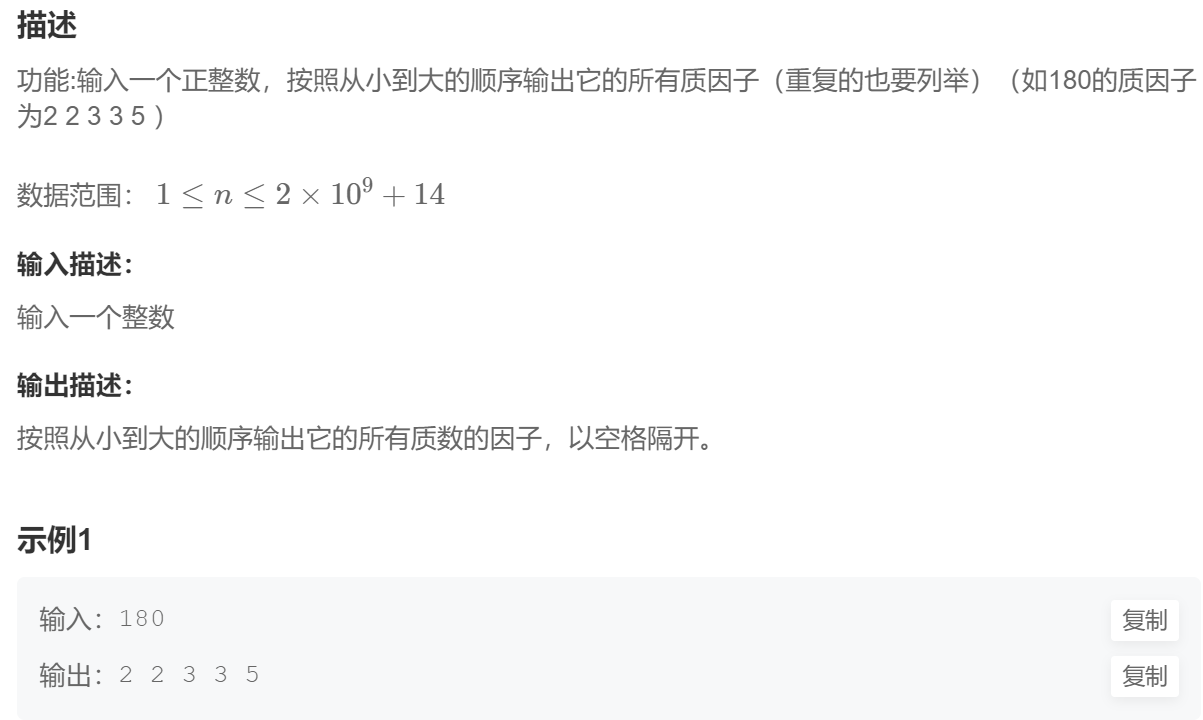 描述
功能:输入一个正整数，按照从小到大的顺序输出它的所有质因子（重复的也要列举）（如180的质因子
为2 2 3 3 5 ）
数据范围： 1 ≤ n ≤ 2 × 10⁹ + 14
输入描述：
输入一个整数
输出描述：
按照从小到大的顺序输出它的所有质数的因子，以空格隔开。
示例1
输入：180
复制
输出：2 2 3 3 5
复制